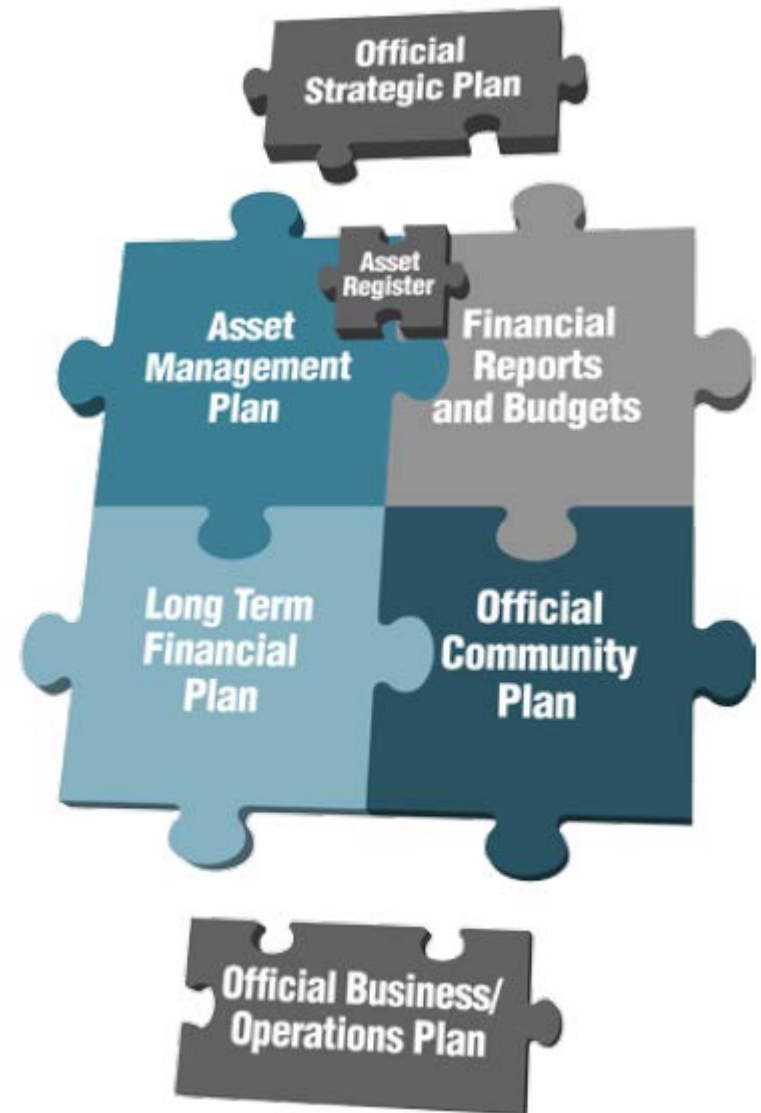 Official
Strategic Plan
Asset
Register
Asset
Management
Plan
Financial
Reports
and Budgets
Long Term
Financial
Plan
Official
Community
Plan
Official Business/
Operations Plan